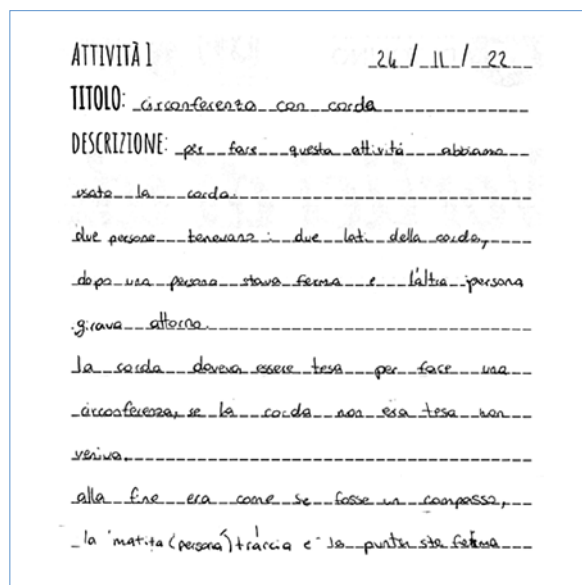 ATTIVITÀ 1 24 / 11 / 22
TITOLO: circonferenza con corda
DESCRIZIONE: per fare questa attività abbiamo
usato la corda.
due persone tenevano i due lati della corda,
dopo una persona stava ferma e l'altra persona
girava attorno.
la corda doveva essere tesa per fare una
circonferenza, se la corda non era tesa non
veniva.
alla fine era come se fosse un compasso,
la matita (persona) traccia e la punta sta ferma